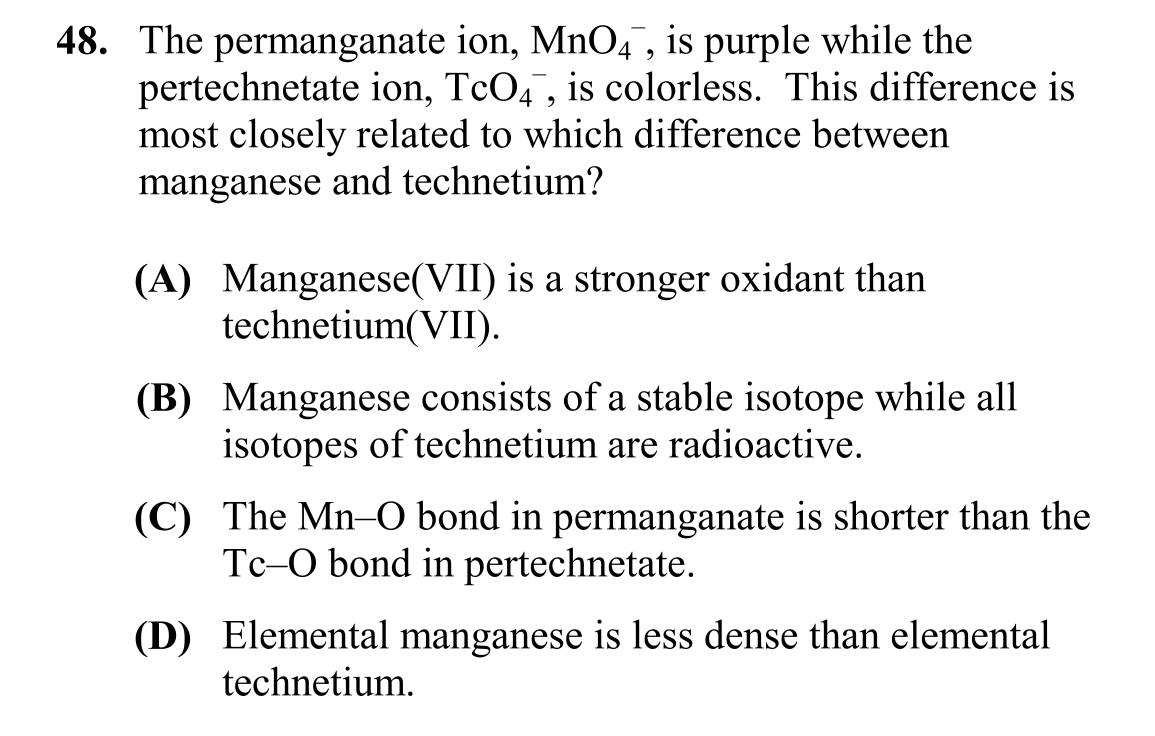 48. The permanganate ion, MnO₄⁻, is purple while the
pertechnetate ion, TcO₄⁻, is colorless. This difference is
most closely related to which difference between
manganese and technetium?
(A) Manganese(VII) is a stronger oxidant than
technetium(VII).
(B) Manganese consists of a stable isotope while all
isotopes of technetium are radioactive.
(C) The Mn–O bond in permanganate is shorter than the
Tc–O bond in pertechnetate.
(D) Elemental manganese is less dense than elemental
technetium.